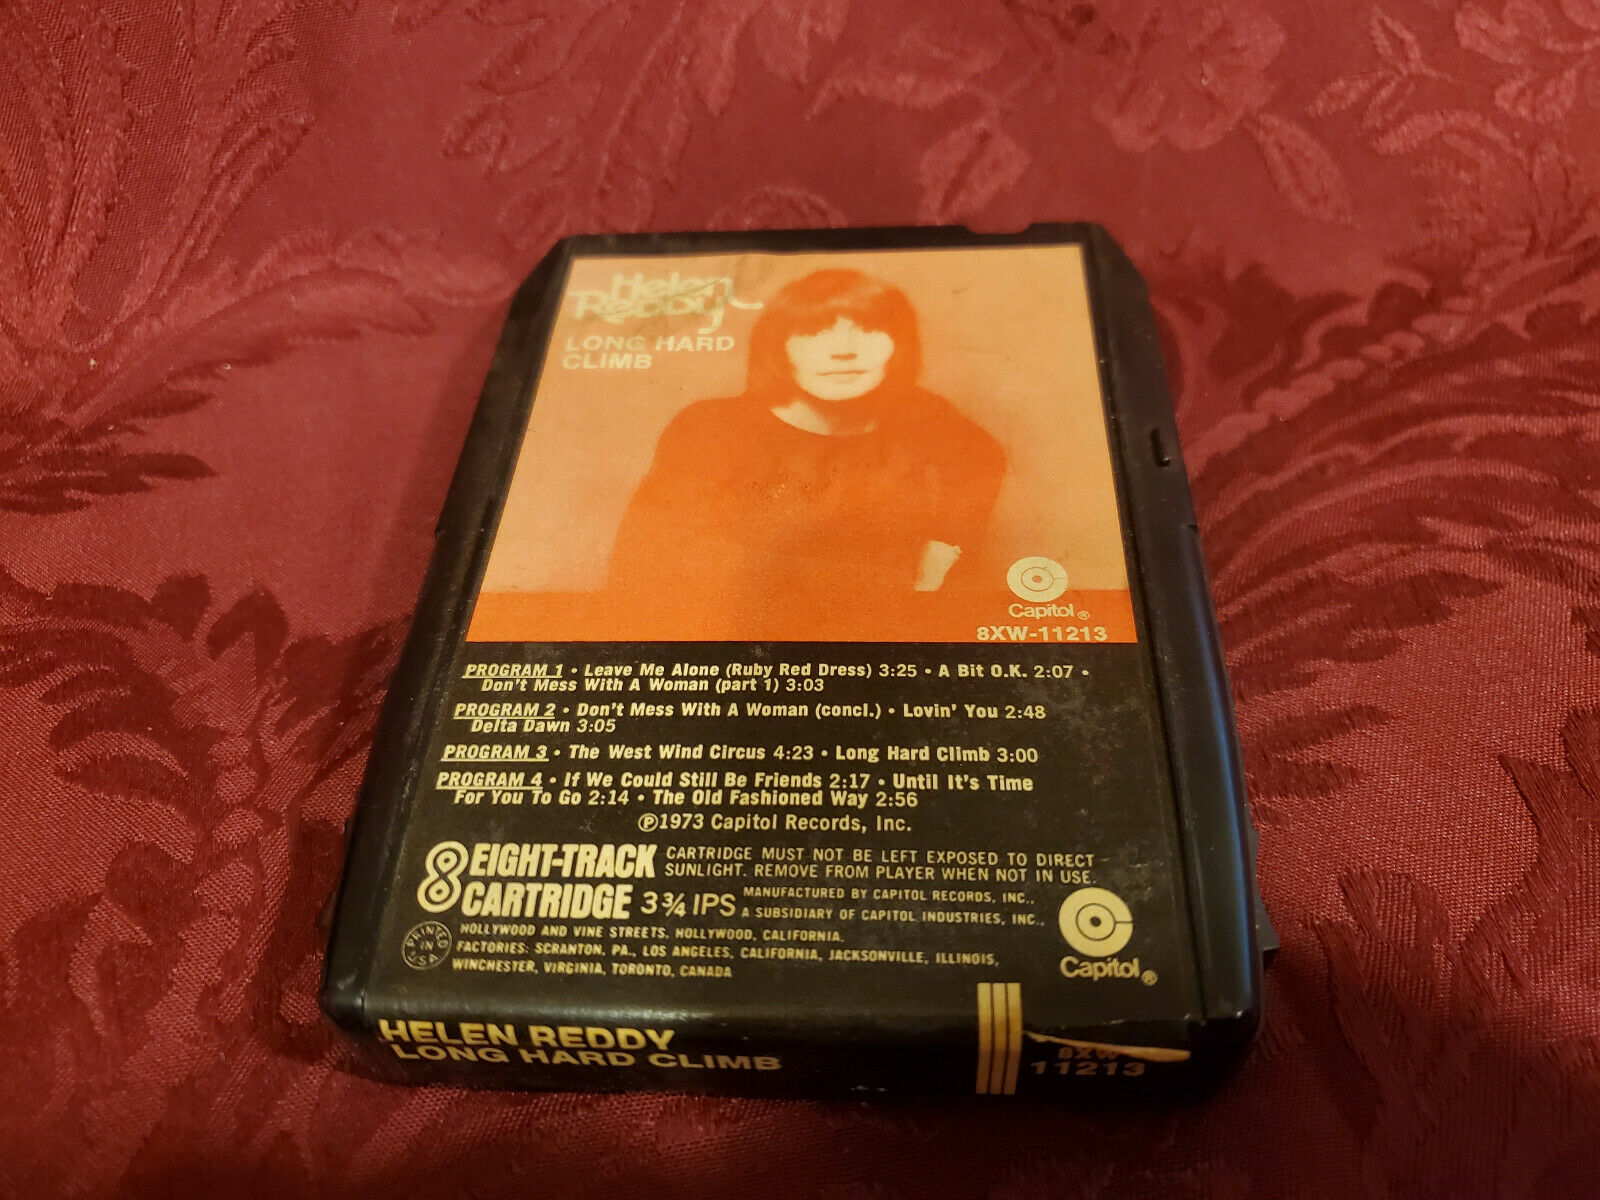 Helen
Reddy
LONG HARD
CLIMB
Capitol®
8XW-11213
PROGRAM 1 • Leave Me Alone (Ruby Red Dress) 3:25 • A Bit O.K. 2:07 •
Don't Mess With A Woman (part 1) 3:03
PROGRAM 2 • Don't Mess With A Woman (concl.) • Lovin' You 2:48
Delta Dawn 3:05
PROGRAM 3 • The West Wind Circus 4:23 • Long Hard Climb 3:00
PROGRAM 4 • If We Could Still Be Friends 2:17 • Until It's Time
For You To Go 2:14 • The Old Fashioned Way 2:56
℗1973 Capitol Records, Inc.
8 EIGHT-TRACK
CARTRIDGE 3¾ IPS
CARTRIDGE MUST NOT BE LEFT EXPOSED TO DIRECT
SUNLIGHT. REMOVE FROM PLAYER WHEN NOT IN USE.
MANUFACTURED BY CAPITOL RECORDS, INC.,
A SUBSIDIARY OF CAPITOL INDUSTRIES, INC.,
HOLLYWOOD AND VINE STREETS, HOLLYWOOD, CALIFORNIA.
FACTORIES: SCRANTON, PA., LOS ANGELES, CALIFORNIA, JACKSONVILLE, ILLINOIS,
WINCHESTER, VIRGINIA, TORONTO, CANADA
PRINTED
IN
USA
Capitol®
HELEN REDDY
LONG HARD CLIMB
8XW-
11213